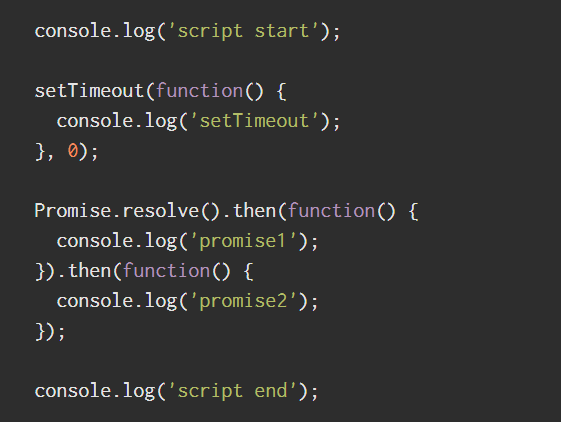 console.log('script start');
setTimeout(function() {
  console.log('setTimeout');
}, 0);
Promise.resolve().then(function() {
  console.log('promise1');
}).then(function() {
  console.log('promise2');
});
console.log('script end');